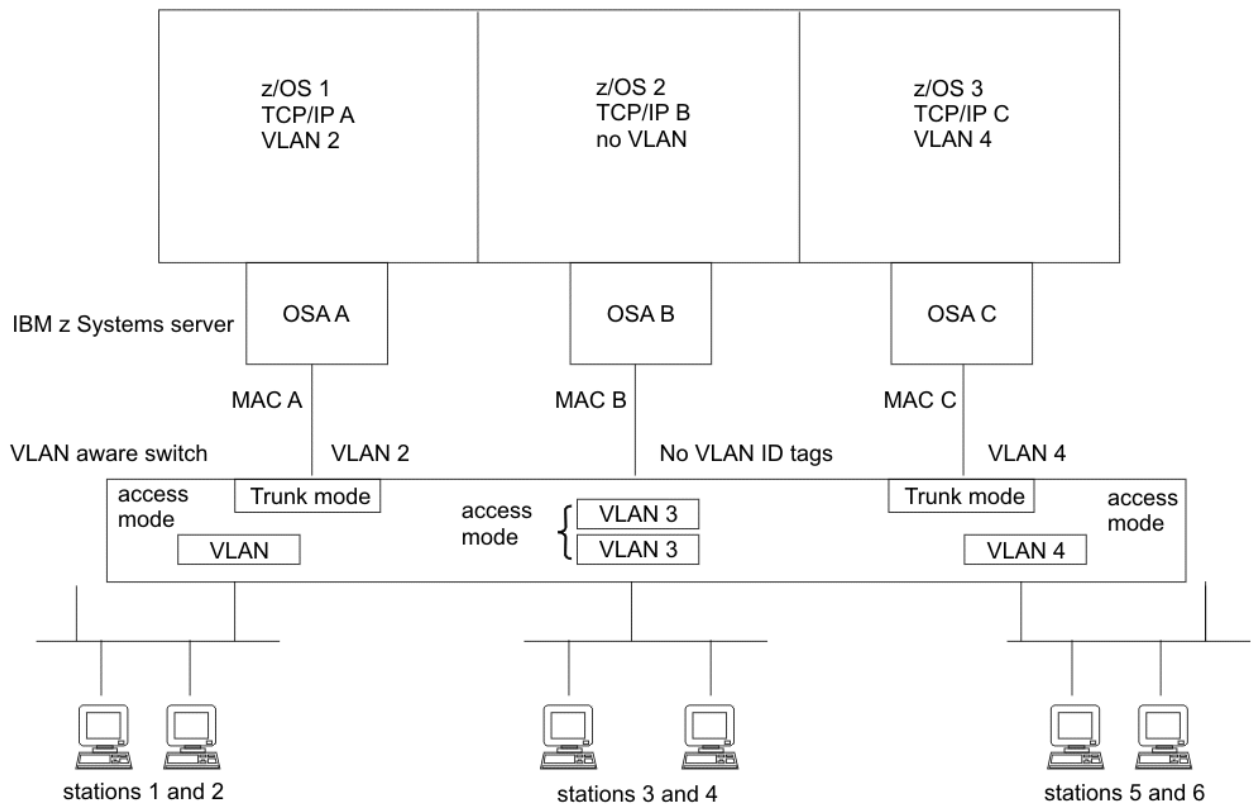 z/OS 1
TCP/IP A
VLAN 2
z/OS 2
TCP/IP B
no VLAN
z/OS 3
TCP/IP C
VLAN 4
IBM z Systems server
OSA A
OSA B
OSA C
MAC A
MAC B
MAC C
VLAN aware switch
VLAN 2
No VLAN ID tags
VLAN 4
access
mode
Trunk mode
VLAN
access
mode
VLAN 3
VLAN 3
Trunk mode
VLAN 4
access
mode
stations 1 and 2
stations 3 and 4
stations 5 and 6